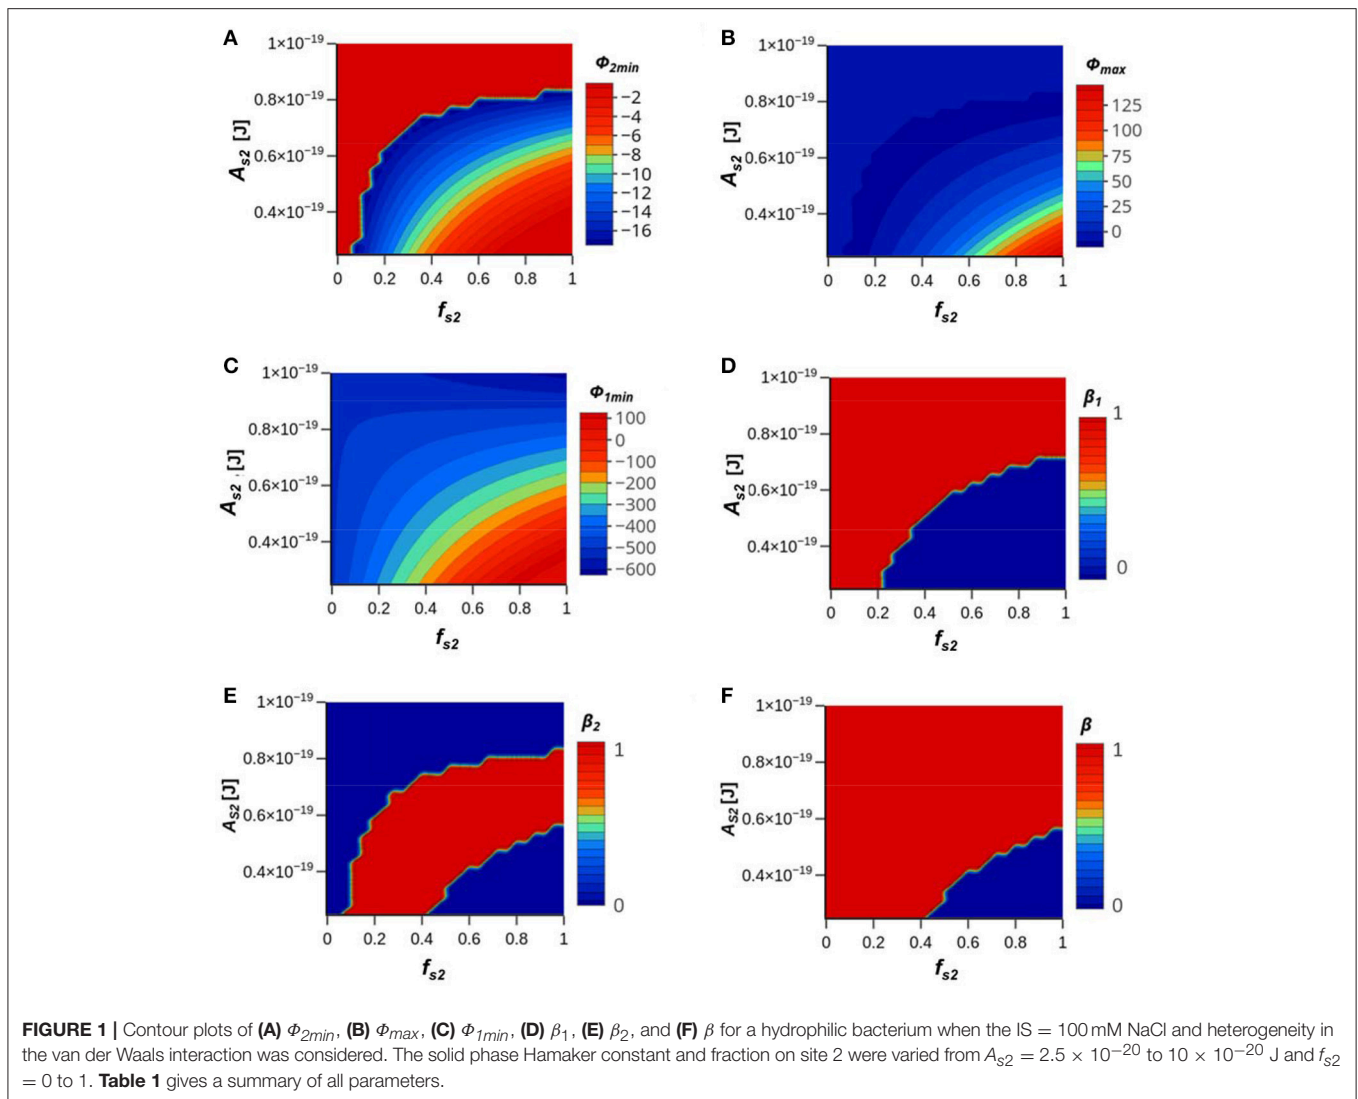 A
B
1×10⁻¹⁹
0.8×10⁻¹⁹
0.6×10⁻¹⁹
0.4×10⁻¹⁹
A_s2 [J]
0 0.2 0.4 0.6 0.8 1
f_s2
Φ_2min
−2
−4
−6
−8
−10
−12
−14
−16
1×10⁻¹⁹
0.8×10⁻¹⁹
0.6×10⁻¹⁹
0.4×10⁻¹⁹
A_s2 [J]
0 0.2 0.4 0.6 0.8 1
f_s2
Φ_max
125
100
75
50
25
0
C
D
1×10⁻¹⁹
0.8×10⁻¹⁹
0.6×10⁻¹⁹
0.4×10⁻¹⁹
A_s2 [J]
0 0.2 0.4 0.6 0.8 1
f_s2
Φ_1min
100
0
−100
−200
−300
−400
−500
−600
1×10⁻¹⁹
0.8×10⁻¹⁹
0.6×10⁻¹⁹
0.4×10⁻¹⁹
A_s2 [J]
0 0.2 0.4 0.6 0.8 1
f_s2
β_1
1
0
E
F
1×10⁻¹⁹
0.8×10⁻¹⁹
0.6×10⁻¹⁹
0.4×10⁻¹⁹
A_s2 [J]
0 0.2 0.4 0.6 0.8 1
f_s2
β_2
1
0
1×10⁻¹⁹
0.8×10⁻¹⁹
0.6×10⁻¹⁹
0.4×10⁻¹⁹
A_s2 [J]
0 0.2 0.4 0.6 0.8 1
f_s2
β
1
0
FIGURE 1 | Contour plots of (A) Φ_2min, (B) Φ_max, (C) Φ_1min, (D) β_1, (E) β_2, and (F) β for a hydrophilic bacterium when the IS = 100 mM NaCl and heterogeneity in
the van der Waals interaction was considered. The solid phase Hamaker constant and fraction on site 2 were varied from A_s2 = 2.5 × 10⁻²⁰ to 10 × 10⁻²⁰ J and f_s2
= 0 to 1. Table 1 gives a summary of all parameters.